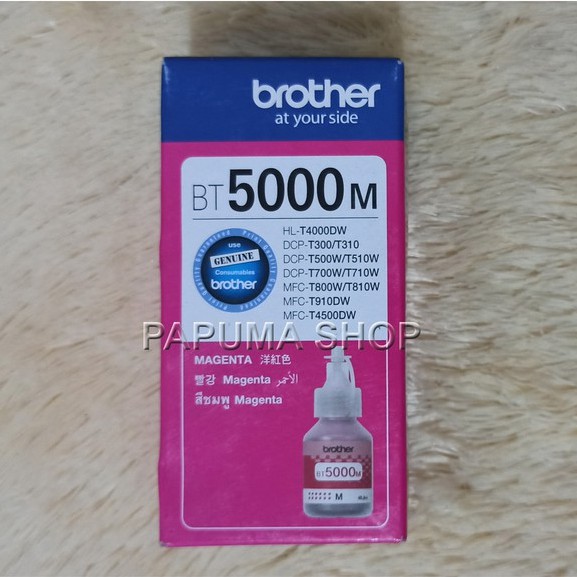 brother
at your side
BT5000M
HL-T4000DW
DCP-T300/T310
DCP-T500W/T510W
DCP-T700W/T710W
MFC-T800W/T810W
MFC-T910DW
MFC-T4500DW
use
GENUINE
Consumables
brother
PAPUMA SHOP
MAGENTA 洋紅色
빨강 Magenta الأحمر
สีชมพู Magenta
brother
BT5000M
M